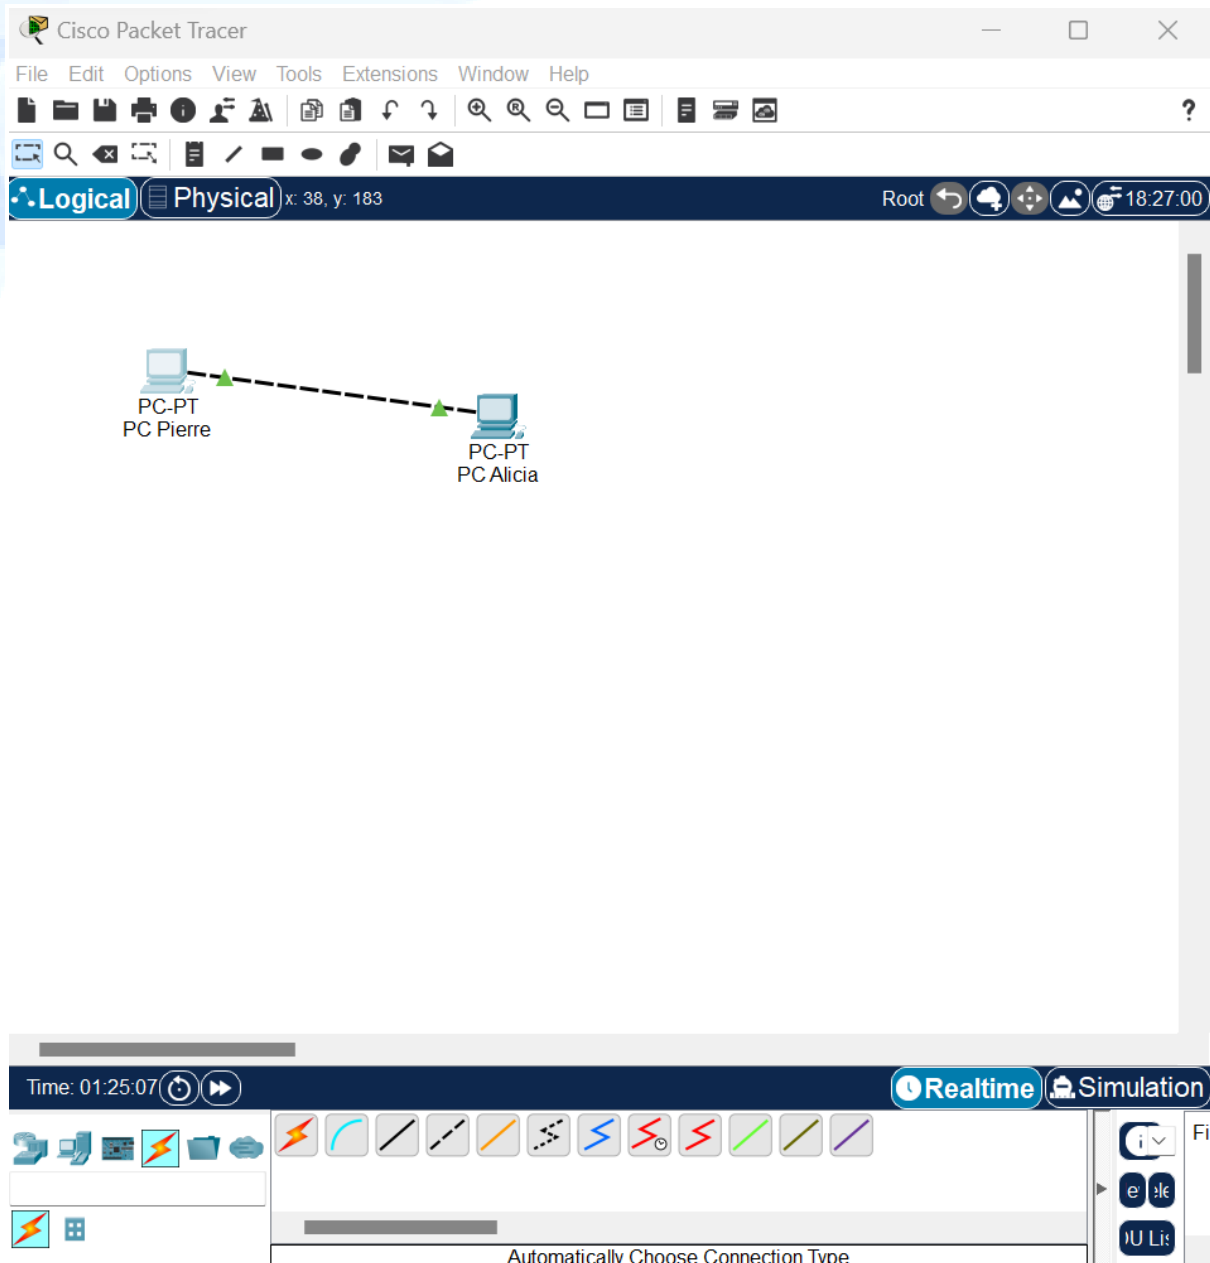 Cisco Packet Tracer
File Edit Options View Tools Extensions Window Help
?
Logical Physical x: 38, y: 183 Root 18:27:00
PC-PT
PC Pierre
PC-PT
PC Alicia
Time: 01:25:07 Realtime Simulation
Fi
Automatically Choose Connection Type